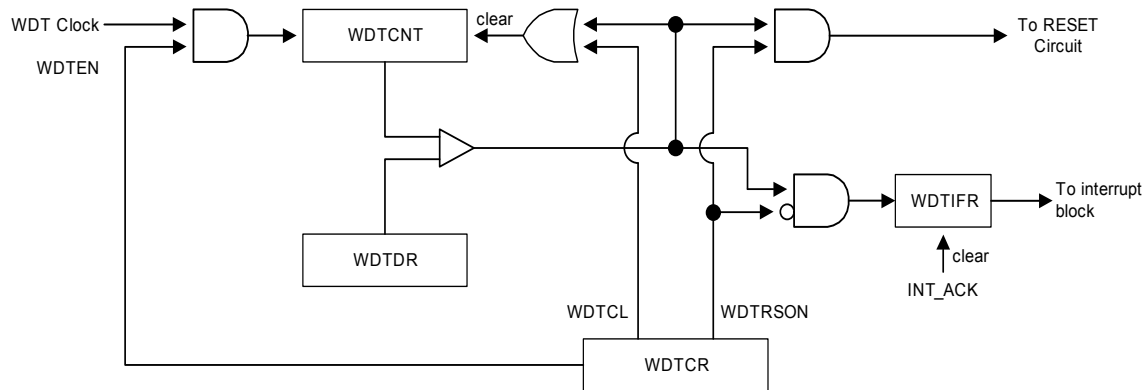 WDT Clock
WDTEN
WDTCNT
clear
To RESET
Circuit
WDTDR
WDTIFR
To interrupt
block
clear
INT_ACK
WDTCL
WDTRSON
WDTCR